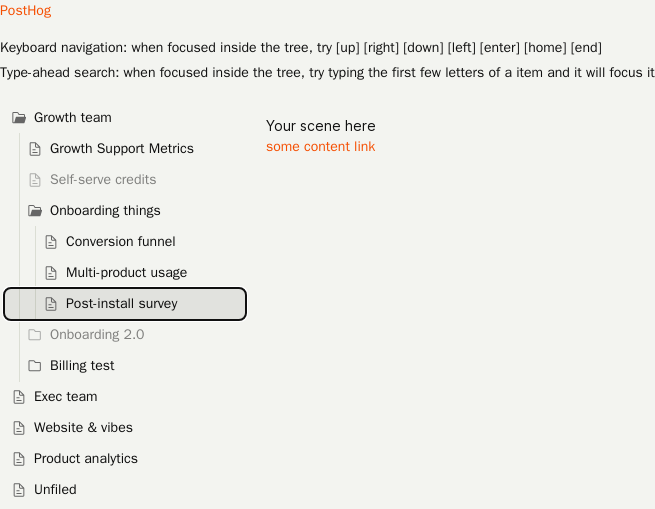 PostHog
Keyboard navigation: when focused inside the tree, try [up] [right] [down] [left] [enter] [home] [end]
Type-ahead search: when focused inside the tree, try typing the first few letters of a item and it will focus it
Growth team
Growth Support Metrics
Self-serve credits
Onboarding things
Conversion funnel
Multi-product usage
Post-install survey
Onboarding 2.0
Billing test
Exec team
Website & vibes
Product analytics
Unfiled
Your scene here
some content link